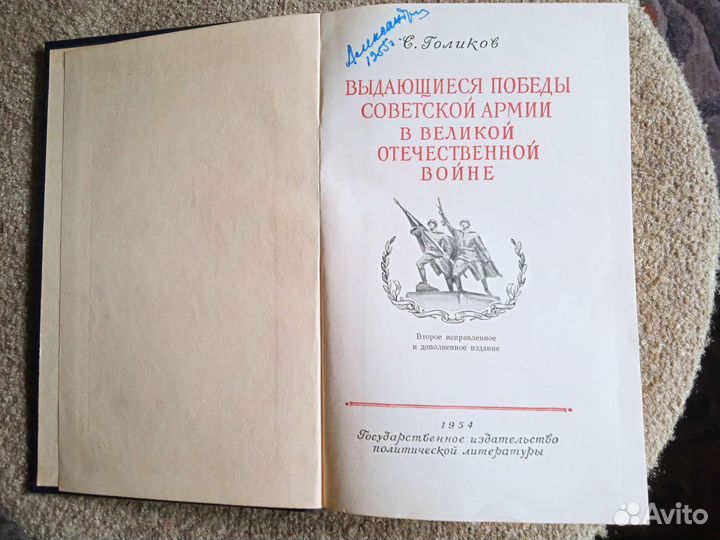 Александру
1955г.
С. Голиков
ВЫДАЮЩИЕСЯ ПОБЕДЫ
СОВЕТСКОЙ АРМИИ
В ВЕЛИКОЙ
ОТЕЧЕСТВЕННОЙ
ВОЙНЕ
Второе исправленное
и дополненное издание
1954
Государственное издательство
политической литературы
Avito